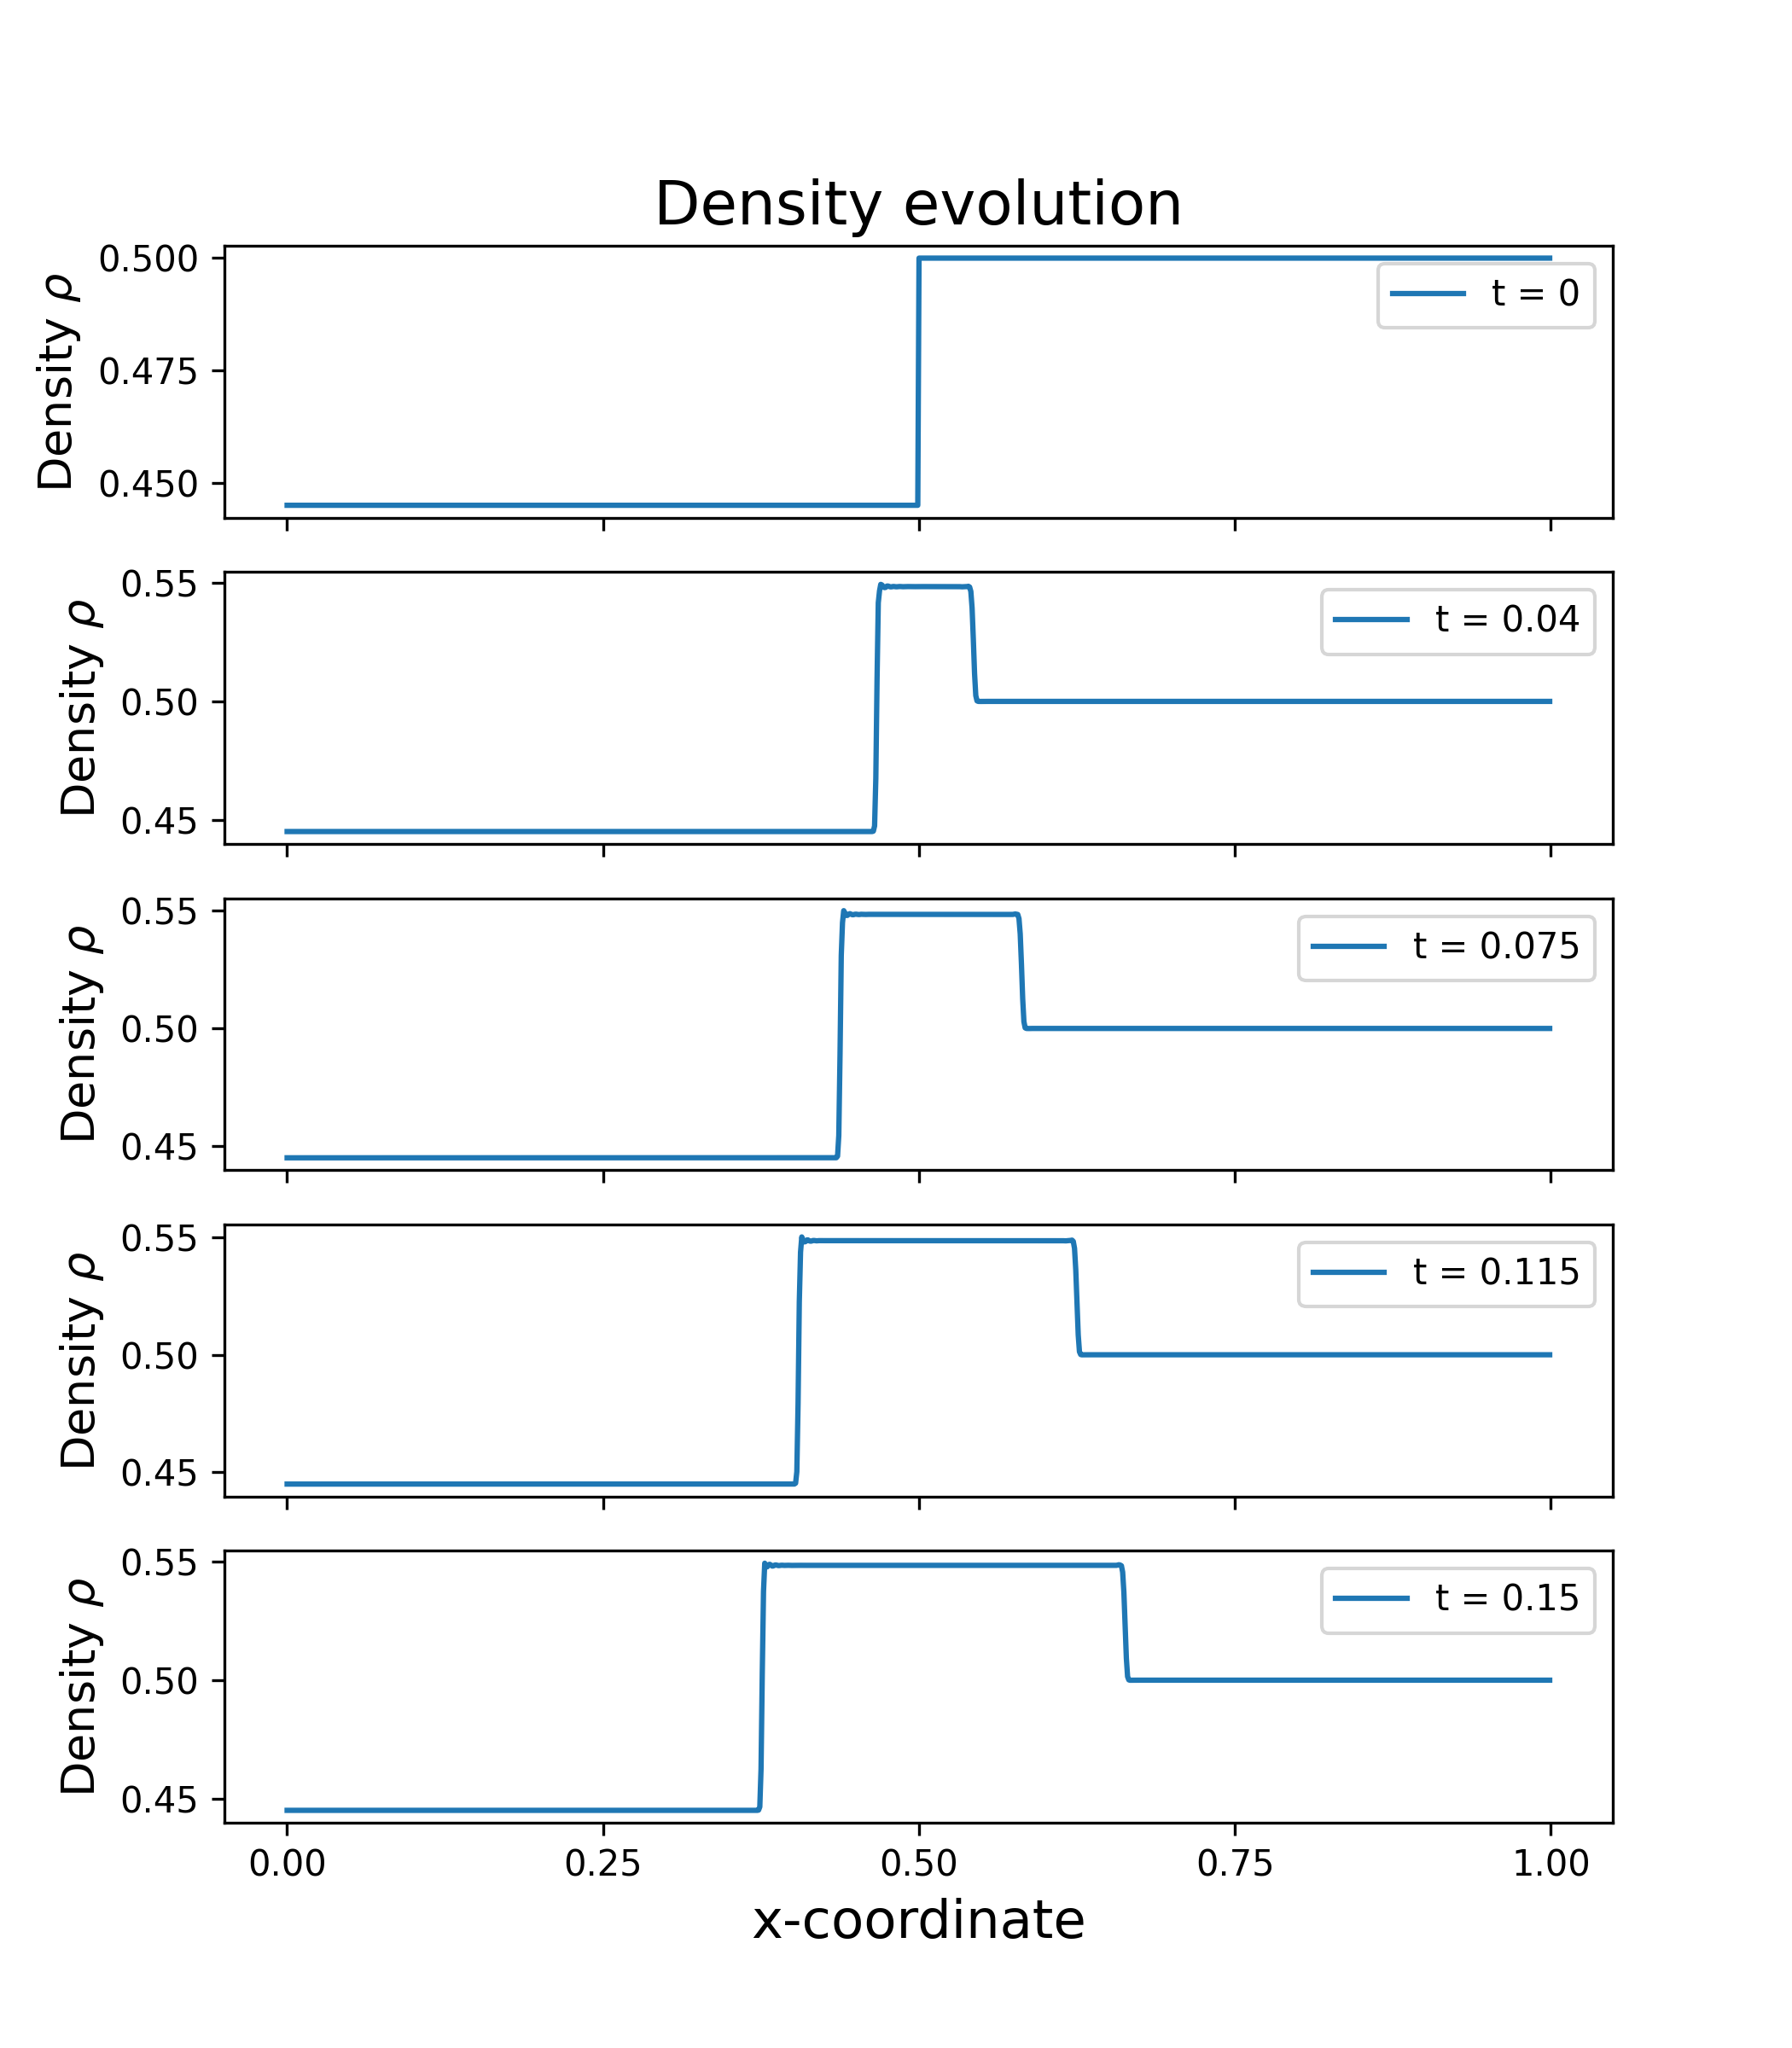 Density evolution
Density ρ
0.500
0.475
0.450
t = 0
Density ρ
0.55
0.50
0.45
t = 0.04
Density ρ
0.55
0.50
0.45
t = 0.075
Density ρ
0.55
0.50
0.45
t = 0.115
Density ρ
0.55
0.50
0.45
t = 0.15
0.00 0.25 0.50 0.75 1.00
x-coordinate